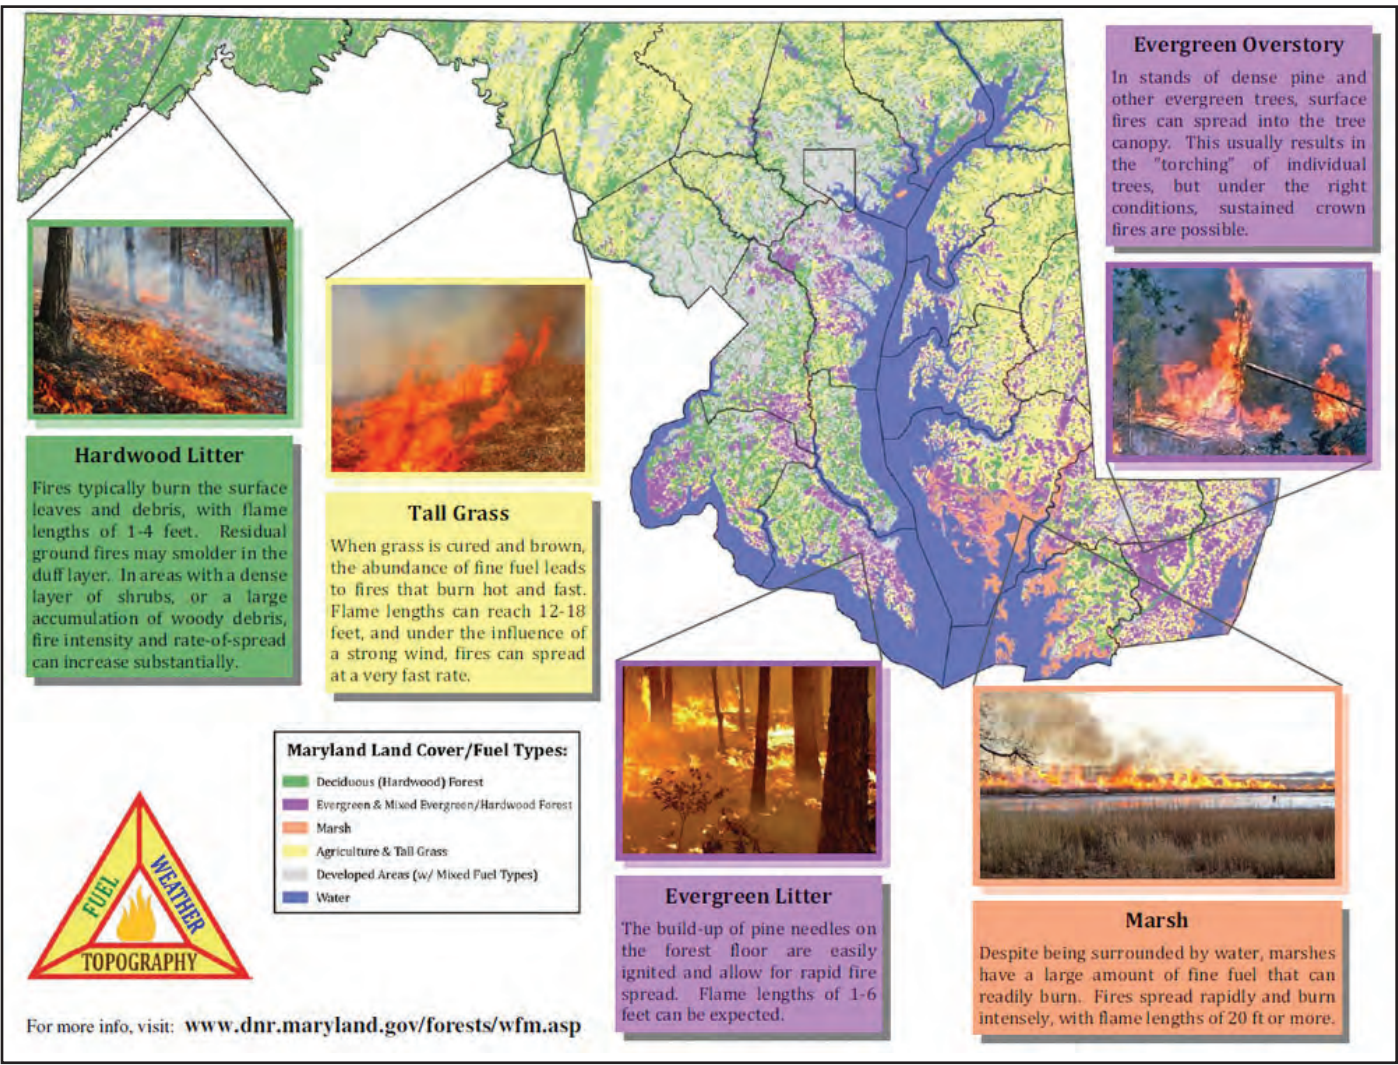 Evergreen Overstory
In stands of dense pine and
other evergreen trees, surface
fires can spread into the tree
canopy. This usually results in
the "torching" of individual
trees, but under the right
conditions, sustained crown
fires are possible.
Hardwood Litter
Fires typically burn the surface
leaves and debris, with flame
lengths of 1-4 feet. Residual
ground fires may smolder in the
duff layer. In areas with a dense
layer of shrubs, or a large
accumulation of woody debris,
fire intensity and rate-of-spread
can increase substantially.
Tall Grass
When grass is cured and brown,
the abundance of fine fuel leads
to fires that burn hot and fast.
Flame lengths can reach 12-18
feet, and under the influence of
a strong wind, fires can spread
at a very fast rate.
Maryland Land Cover/Fuel Types:
Deciduous (Hardwood) Forest
Evergreen & Mixed Evergreen/Hardwood Forest
Marsh
Agriculture & Tall Grass
Developed Areas (w/ Mixed Fuel Types)
Water
FUEL
WEATHER
TOPOGRAPHY
For more info, visit: www.dnr.maryland.gov/forests/wfm.asp
Evergreen Litter
The build-up of pine needles on
the forest floor are easily
ignited and allow for rapid fire
spread. Flame lengths of 1-6
feet can be expected.
Marsh
Despite being surrounded by water, marshes
have a large amount of fine fuel that can
readily burn. Fires spread rapidly and burn
intensely, with flame lengths of 20 ft or more.